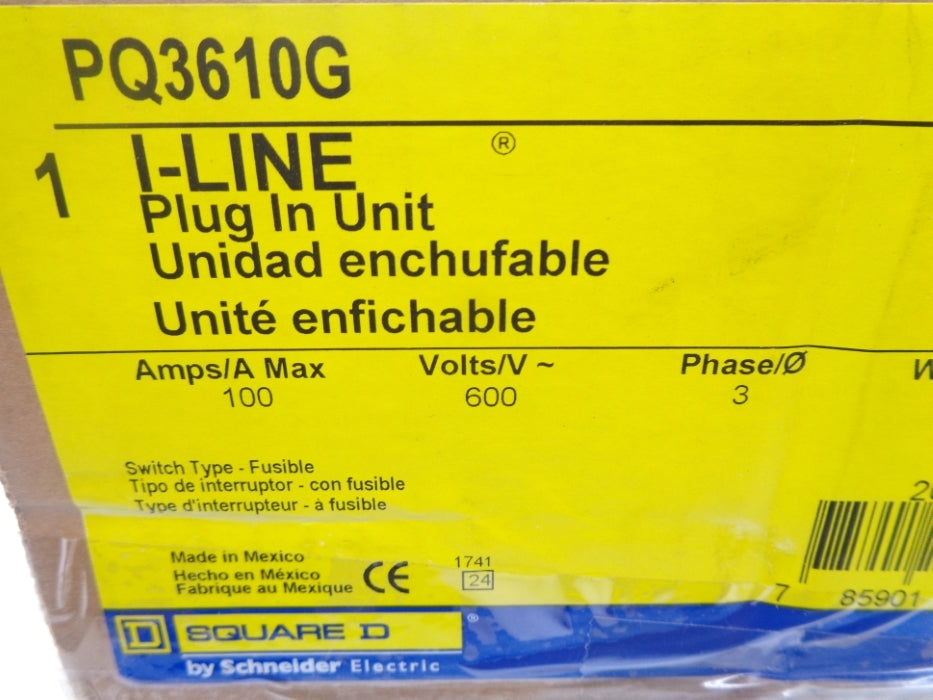 PQ3610G
1 I-LINE ®
Plug In Unit
Unidad enchufable
Unité enfichable
Amps/A Max Volts/V ~ Phase/Ø W
100 600 3
Switch Type - Fusible
Tipo de interruptor - con fusible
Type d'interrupteur - à fusible
Made in Mexico
Hecho en México
Fabrique au Mexique
CE
1741
24
7 85901
SQUARE D ®
by Schneider Electric